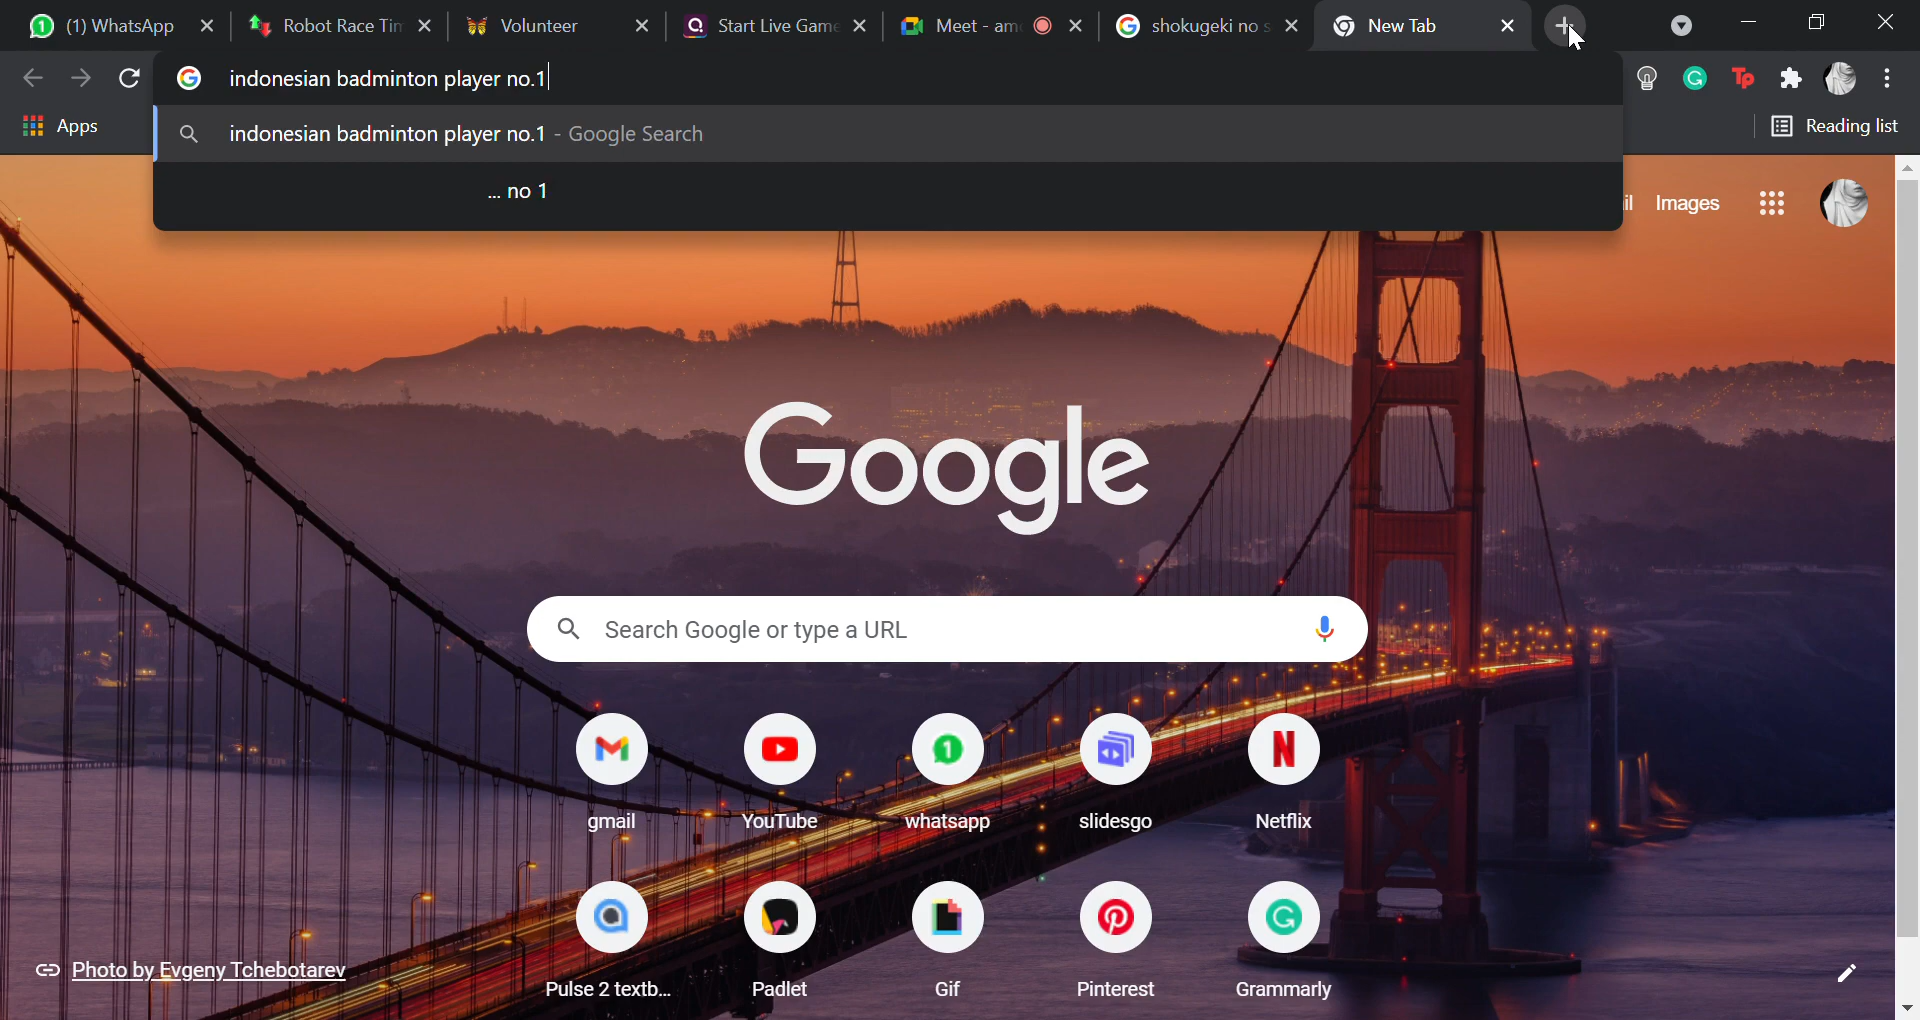 (1) WhatsApp
Robot Race Tim
Volunteer
Start Live Game
Meet - am
shokugeki no s
New Tab
indonesian badminton player no.1
Apps
indonesian badminton player no.1 - Google Search
Reading list
... no 1
il
Images
Google
Search Google or type a URL
gmail
YouTube
whatsapp
slidesgo
Netflix
Photo by Evgeny Tchebotarev
Pulse 2 textb...
Padlet
Gif
Pinterest
Grammarly